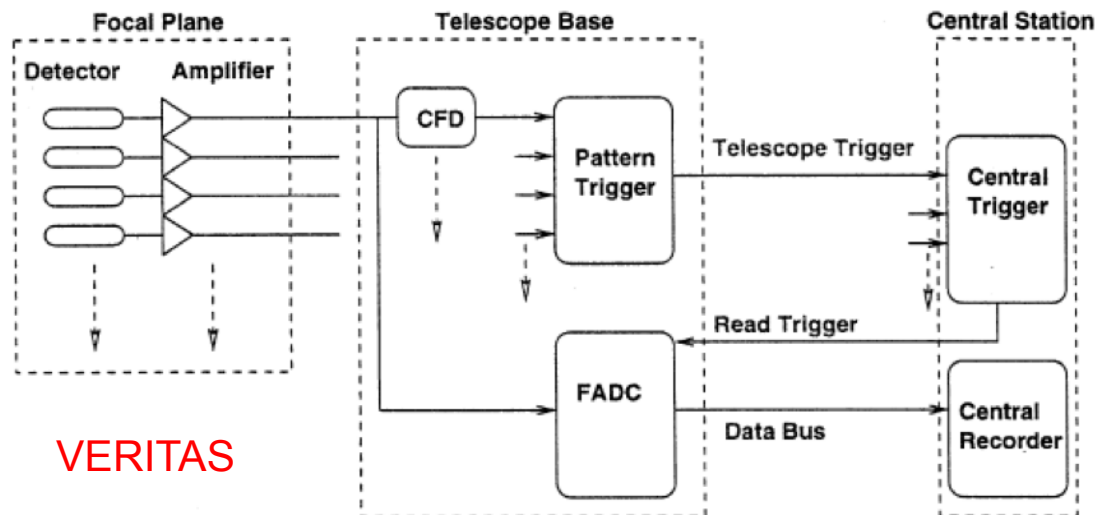 Focal Plane
Telescope Base
Central Station
Detector
Amplifier
CFD
Pattern
Trigger
Telescope Trigger
Central
Trigger
Read Trigger
FADC
Data Bus
Central
Recorder
VERITAS